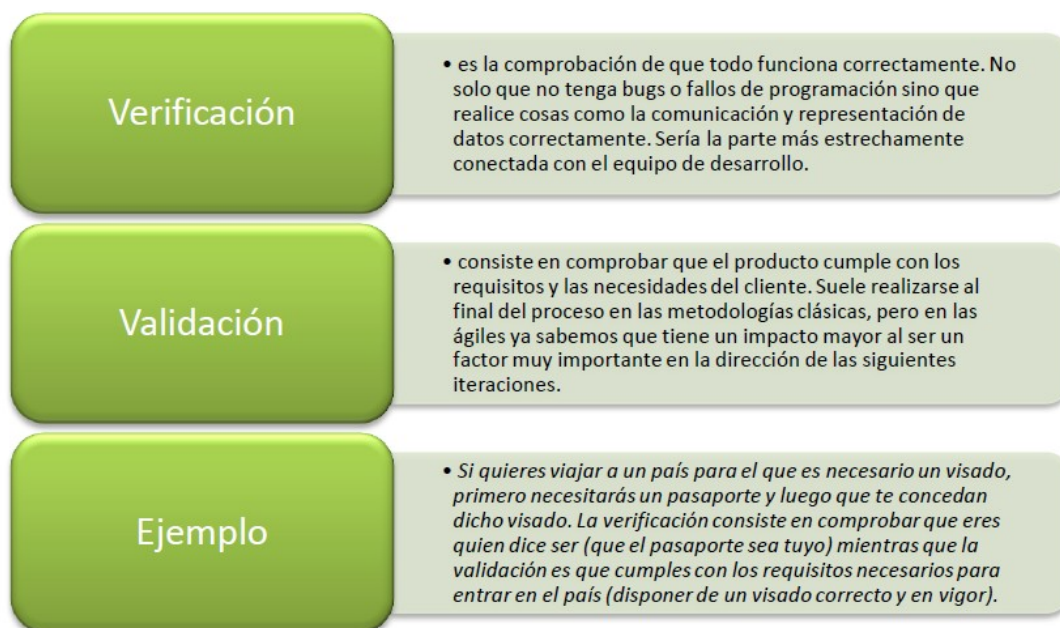 Verificación
• es la comprobación de que todo funciona correctamente. No
solo que no tenga bugs o fallos de programación sino que
realice cosas como la comunicación y representación de
datos correctamente. Sería la parte más estrechamente
conectada con el equipo de desarrollo.
Validación
• consiste en comprobar que el producto cumple con los
requisitos y las necesidades del cliente. Suele realizarse al
final del proceso en las metodologías clásicas, pero en las
ágiles ya sabemos que tiene un impacto mayor al ser un
factor muy importante en la dirección de las siguientes
iteraciones.
Ejemplo
• Si quieres viajar a un país para el que es necesario un visado,
primero necesitarás un pasaporte y luego que te concedan
dicho visado. La verificación consiste en comprobar que eres
quien dice ser (que el pasaporte sea tuyo) mientras que la
validación es que cumples con los requisitos necesarios para
entrar en el país (disponer de un visado correcto y en vigor).